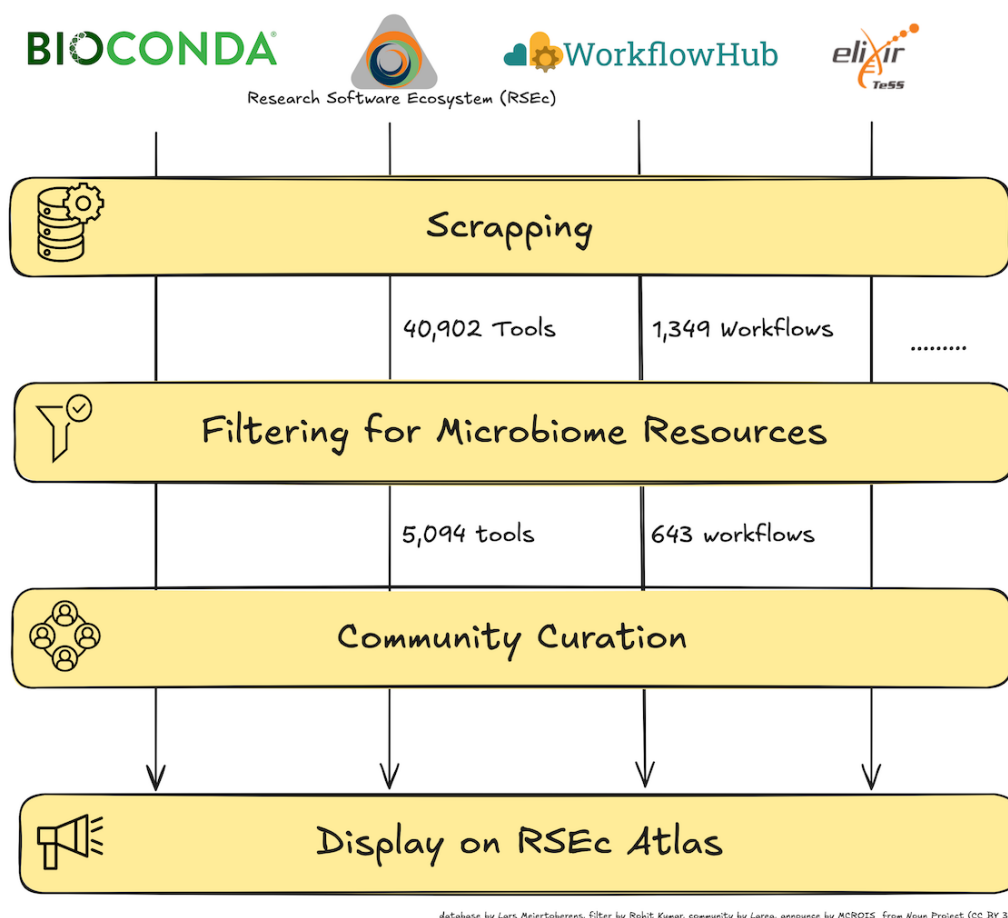 BIOCONDA
WorkflowHub
elixir
TeSS
Research Software Ecosystem (RSEc)
Scrapping
40,902 Tools
1,349 Workflows
.........
Filtering for Microbiome Resources
5,094 tools
643 workflows
Community Curation
Display on RSEc Atlas
database by Lars Meiertoberens, filter by Rohit Kumar, community by Larea, announce by MCROIS from Noun Project (CC BY 3